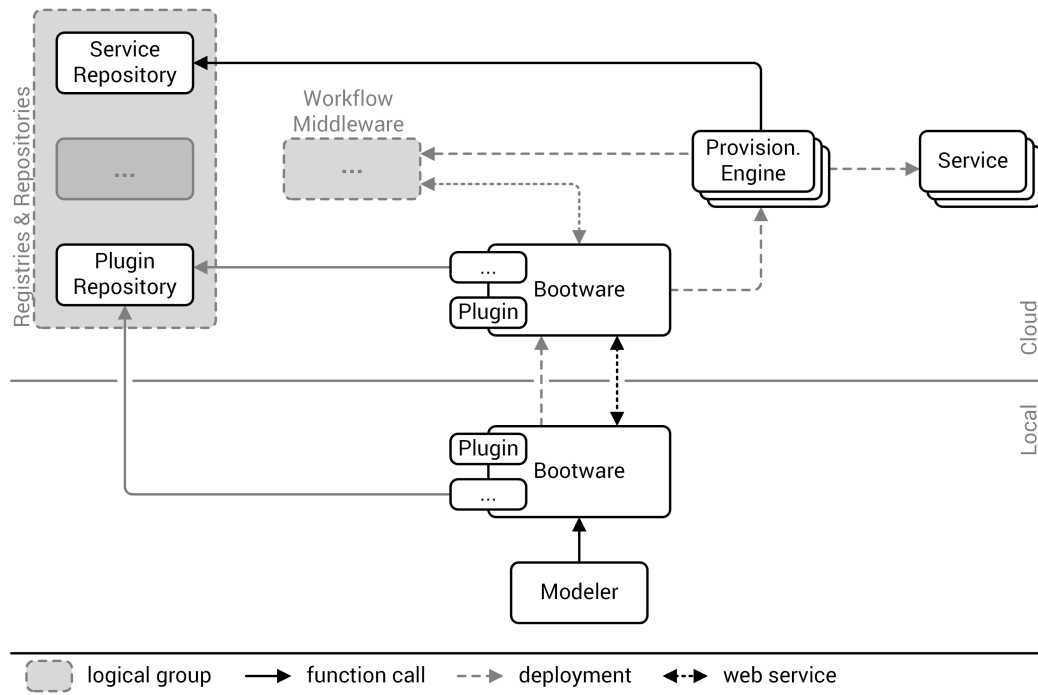 Service
Repository
Registries & Repositories
...
Plugin
Repository
Workflow
Middleware
...
Provision.
Engine
Service
...
Bootware
Plugin
Cloud
Local
Plugin
Bootware
...
Modeler
logical group
function call
deployment
web service